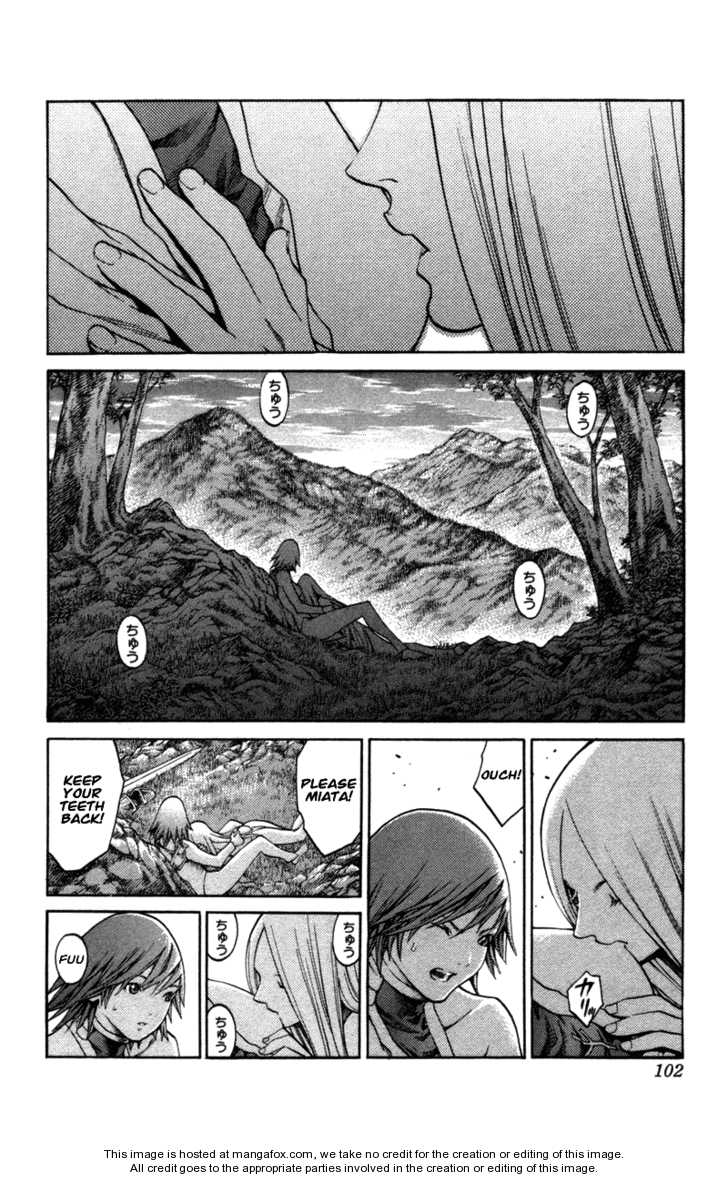 ちゅう
ちゅう
ちゅう
ちゅう
カリッ
OUCH!
PLEASE
MIATA!
KEEP
YOUR
TEETH
BACK!
ちゅう
ちゅう
ちゅう
FUU
102
This image is hosted at mangafox.com, we take no credit for the creation or editing of this image.
All credit goes to the appropriate parties involved in the creation or editing of this image.